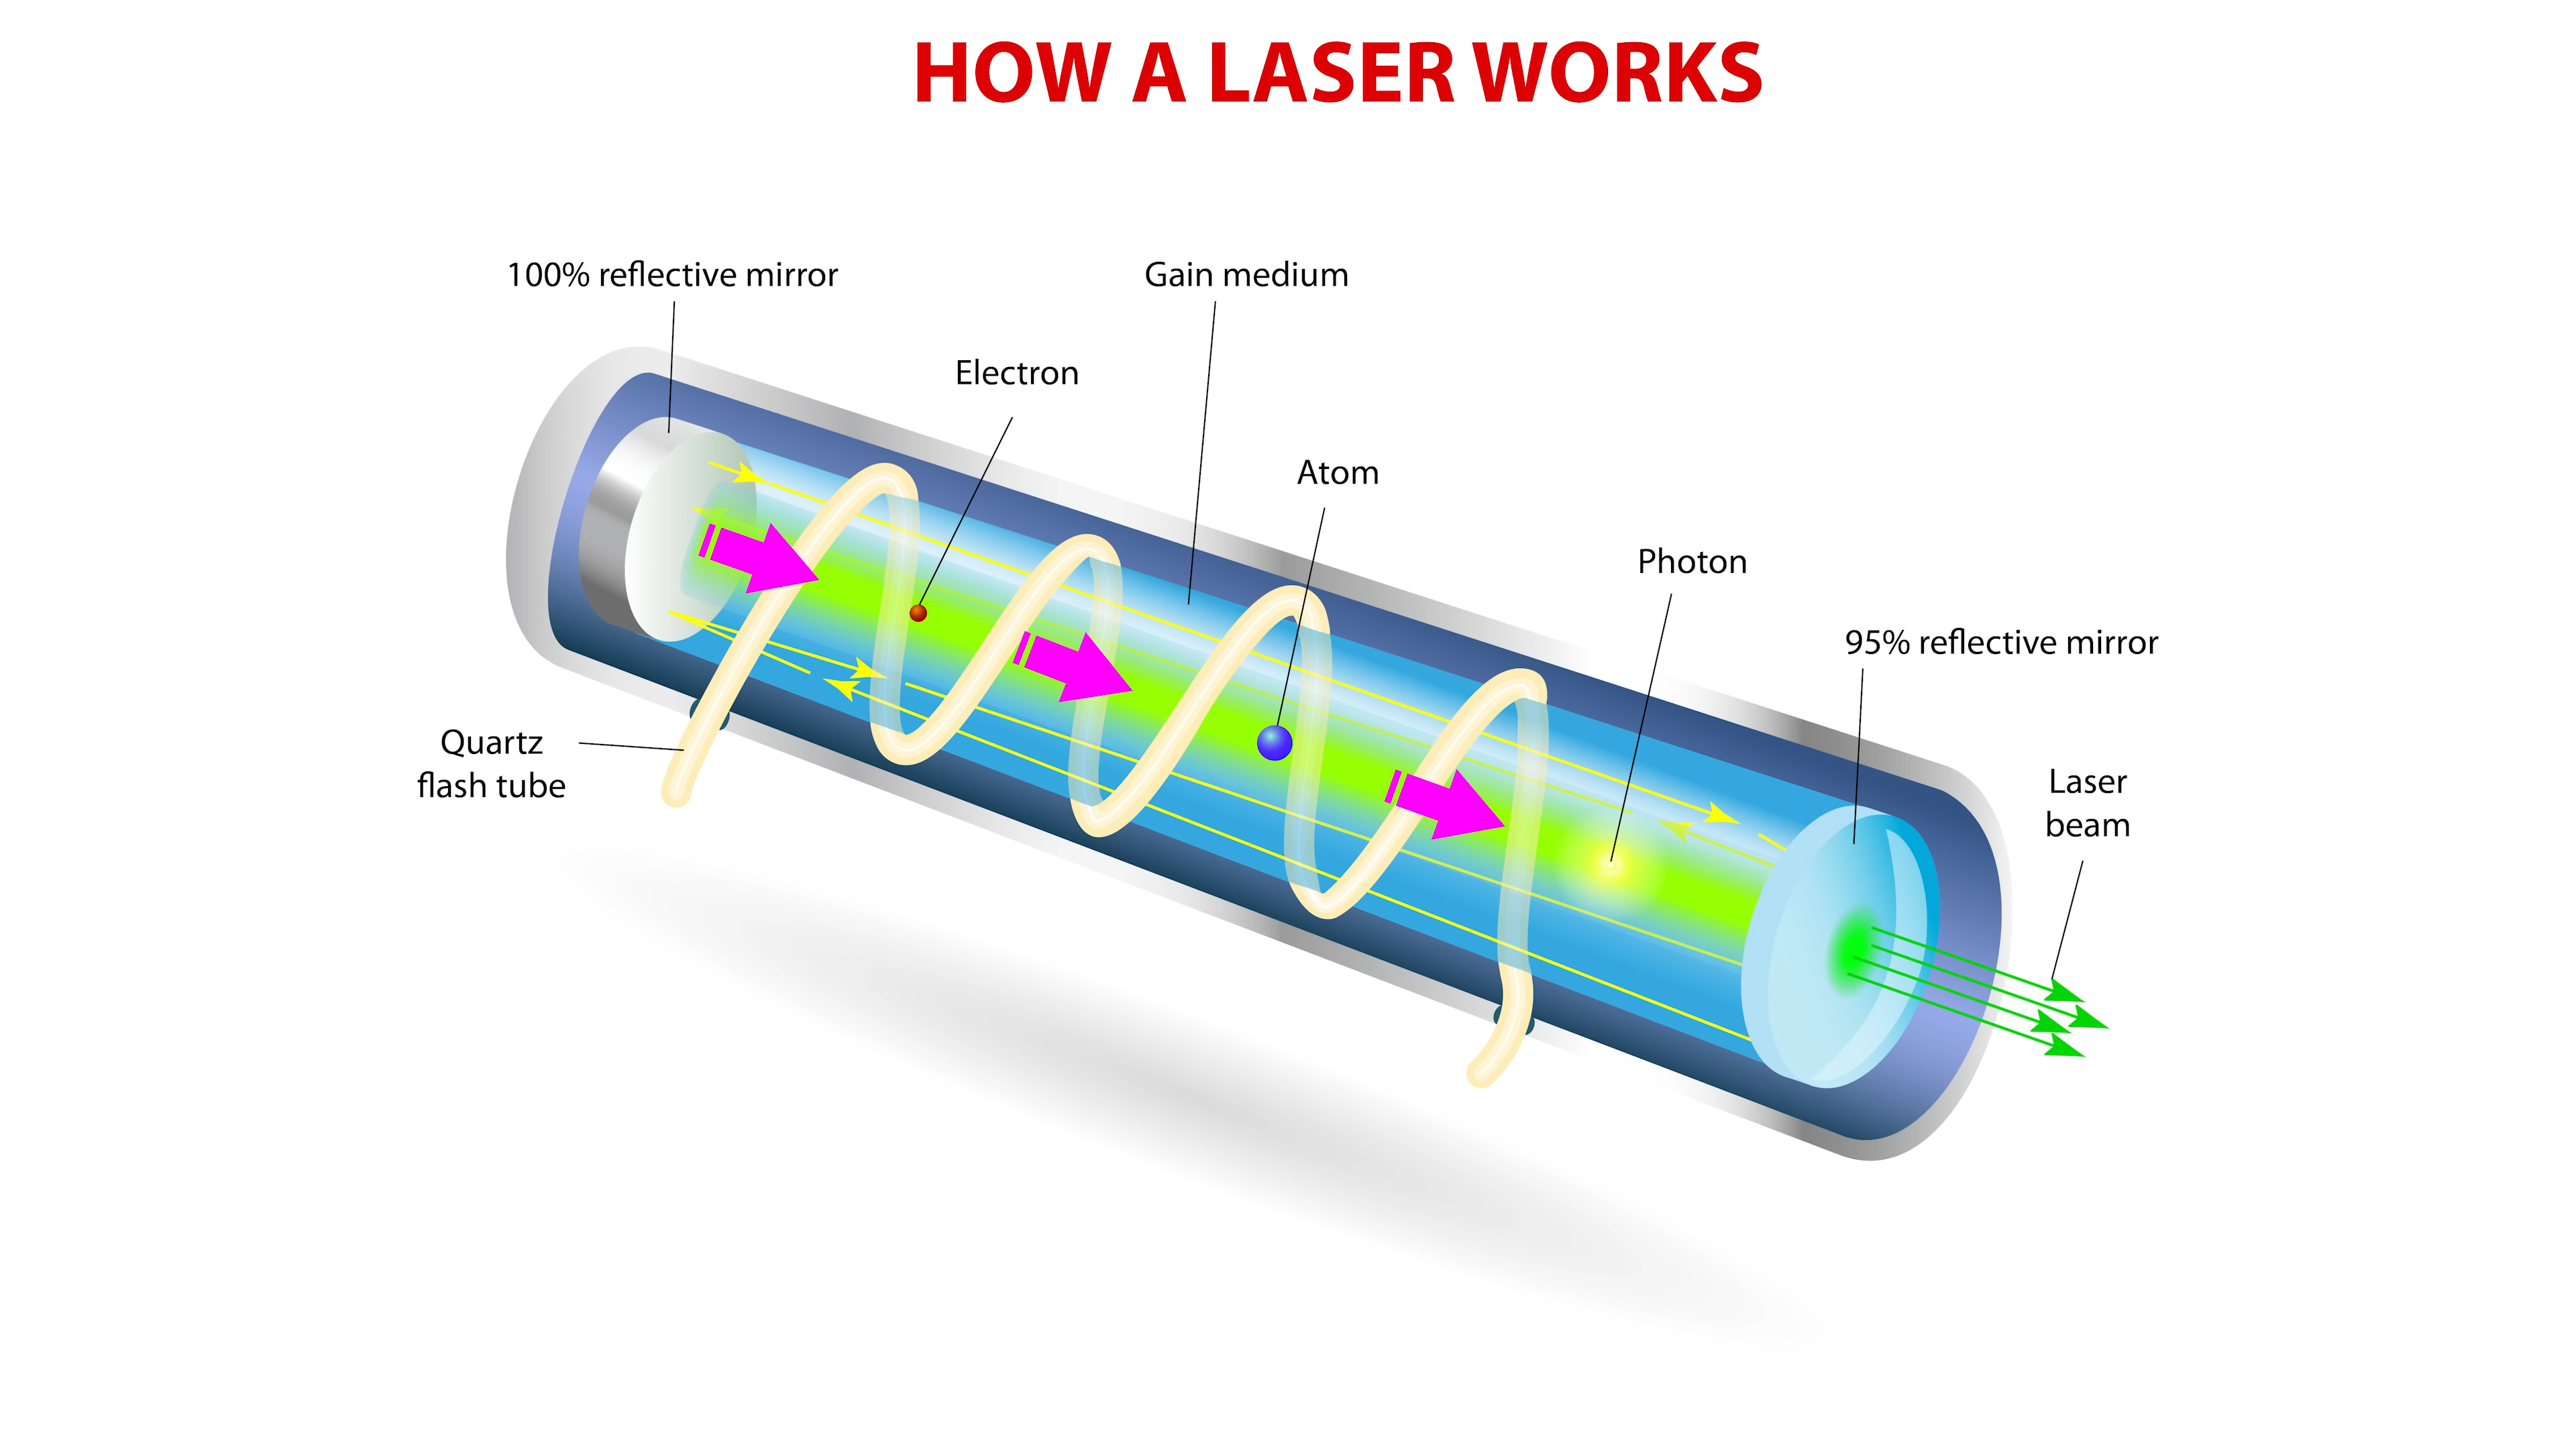 HOW A LASER WORKS
100% reflective mirror
Gain medium
Electron
Atom
Photon
95% reflective mirror
Quartz
flash tube
Laser
beam